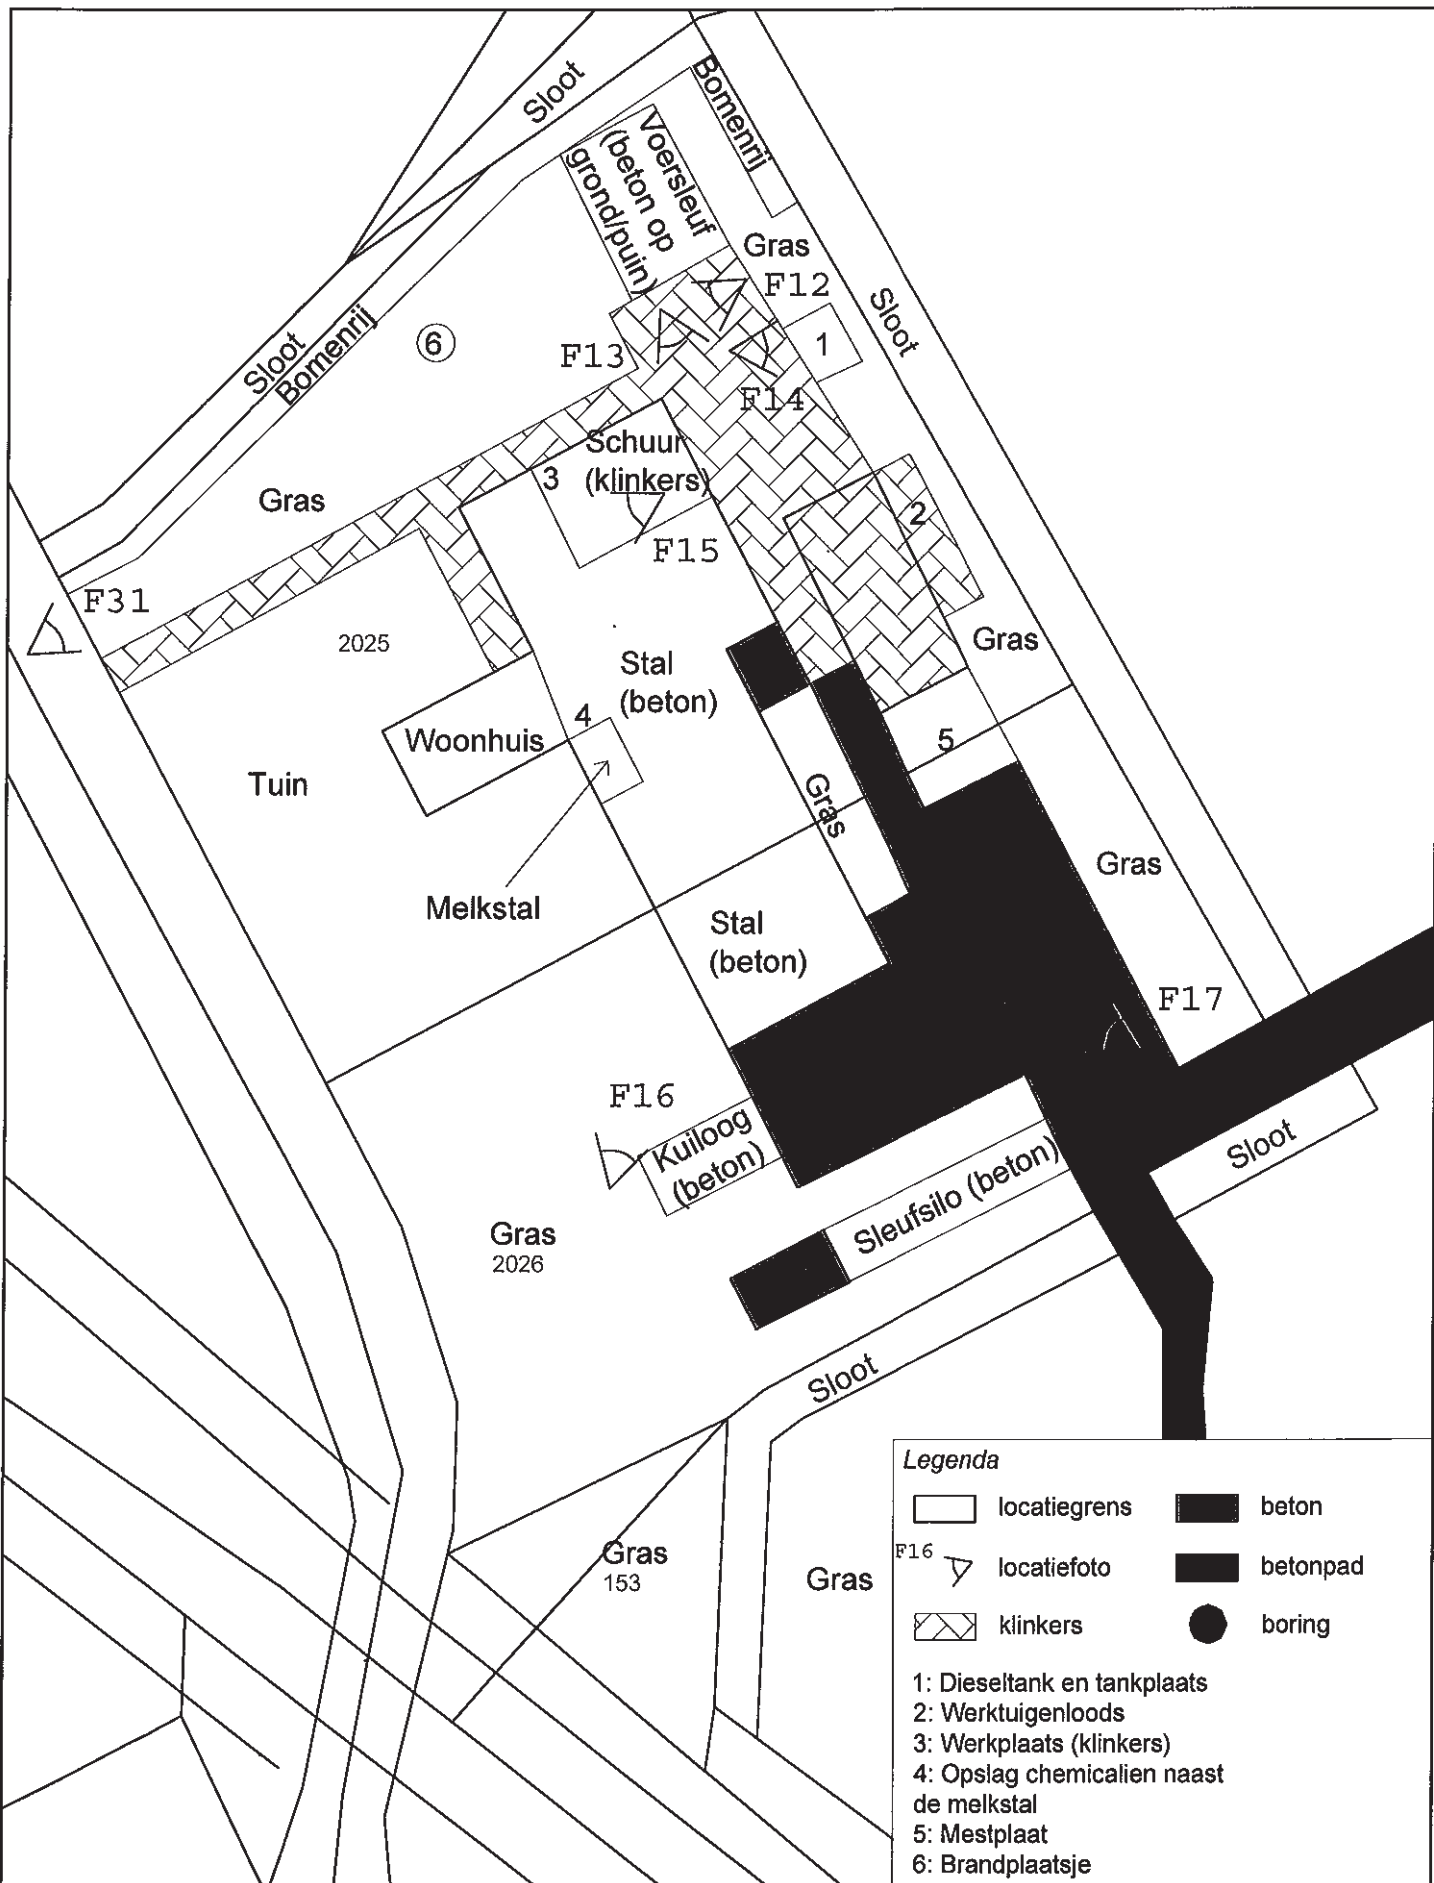 Sloot
Bomenrij
Voersleuf
(beton op
grond/puin)
Gras
F12
Sloot
Sloot
Bomenrij
6
F13
1
F14
Schuur
(klinkers)
3
Gras
2
F15
F31
2025
Gras
Stal
(beton)
4
Woonhuis
5
Tuin
Gras
Gras
Melkstal
Stal
(beton)
F17
F16
Kuiloog
(beton)
Sloot
Sleufsilo (beton)
Gras
2026
Sloot
Gras
153
Gras
Legenda
locatiegrens
beton
F16
locatiefoto
betonpad
klinkers
boring
1: Dieseltank en tankplaats
2: Werktuigenloods
3: Werkplaats (klinkers)
4: Opslag chemicalien naast
de melkstal
5: Mestplaat
6: Brandplaatsje